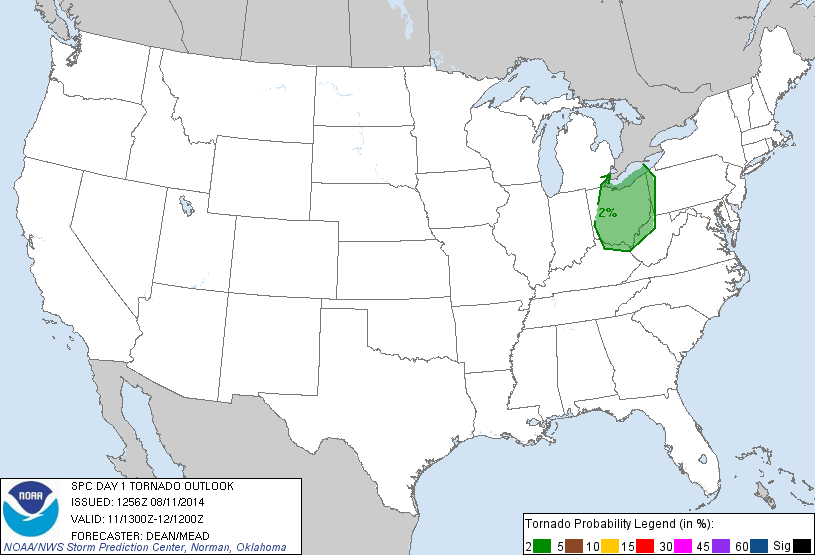 2%
SPC DAY 1 TORNADO OUTLOOK
ISSUED: 1256Z 08/11/2014
VALID: 11/1300Z-12/1200Z
FORECASTER: DEAN/MEAD
NOAA/NWS Storm Prediction Center, Norman, Oklahoma
NOAA
Tornado Probability Legend (in %):
2 5 10 15 30 45 60 Sig